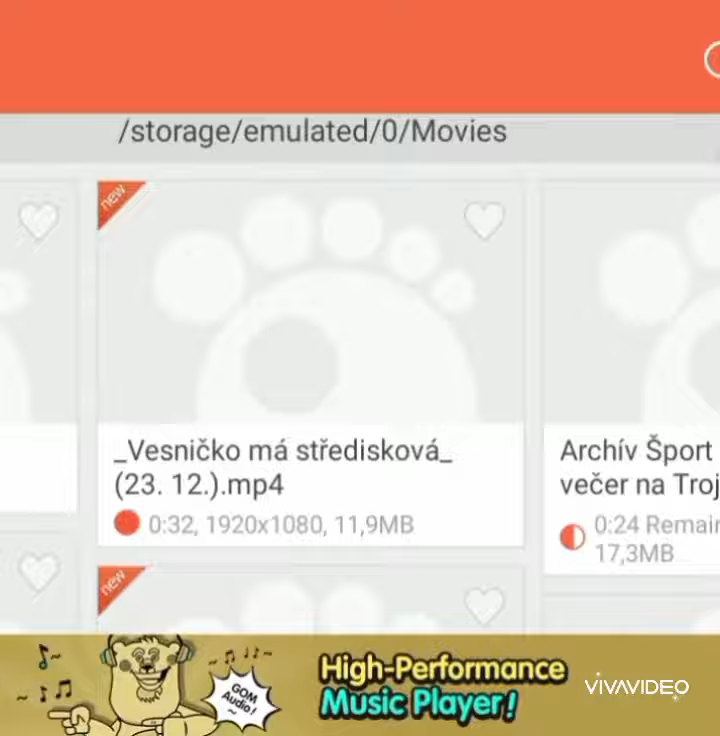 /storage/emulated/0/Movies
new
_Vesničko má středisková_
(23. 12.).mp4
0:32, 1920x1080, 11,9MB
Archív Šport
večer na Troj
0:24 Remain
17,3MB
new
GOM
Audio!
~
High-Performance
Music Player!
VIVAVIDEO